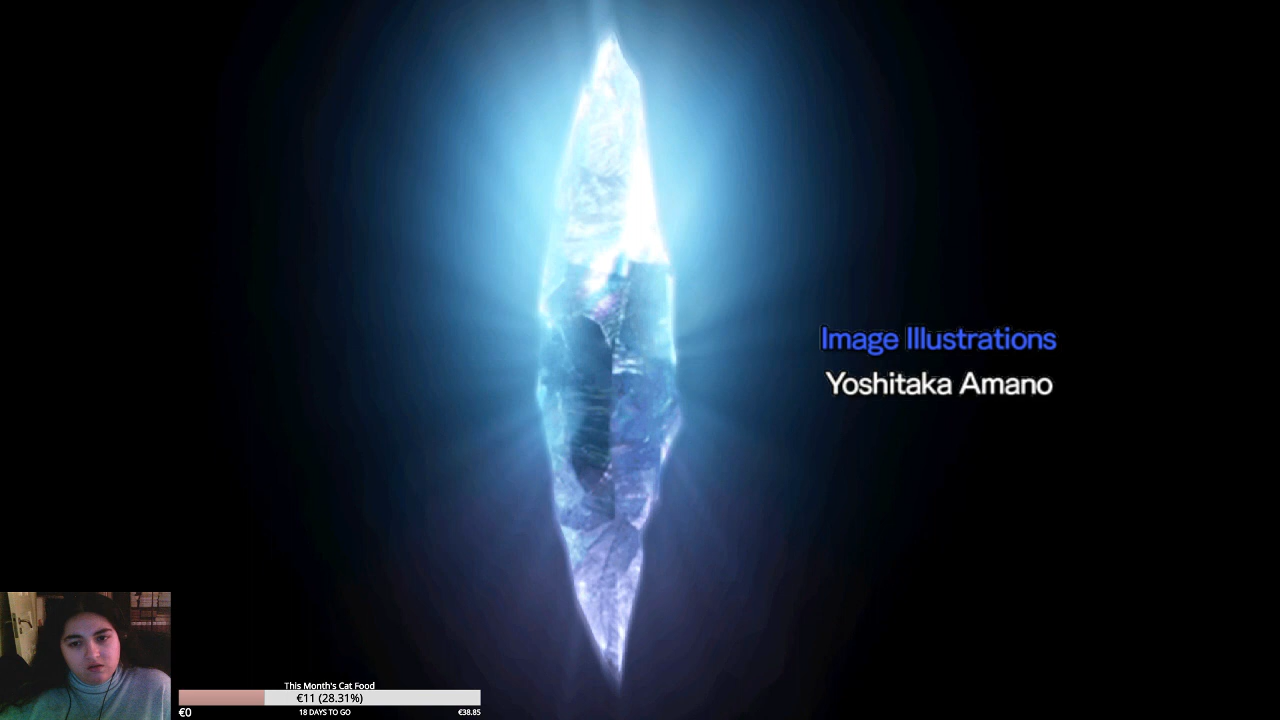 Image Illustrations
Yoshitaka Amano
This Month's Cat Food
€11 (28.31%)
€0 18 DAYS TO GO €38.85